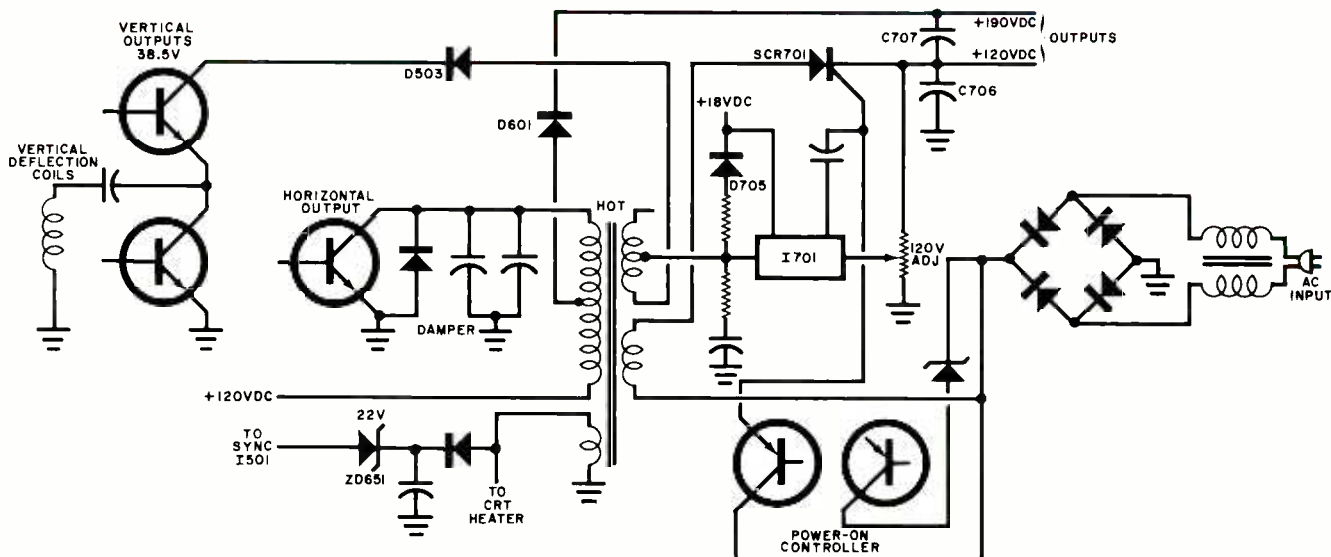 VERTICAL
OUTPUTS
38.5V
D503
SCR701
C707
+190VDC
OUTPUTS
+120VDC
C706
+18VDC
D601
VERTICAL
DEFLECTION
COILS
D705
HORIZONTAL
OUTPUT
HOT
I701
120V
ADJ
AC
INPUT
DAMPER
+120VDC
22V
TO
SYNC
I501
ZD651
TO
CRT
HEATER
POWER-ON
CONTROLLER